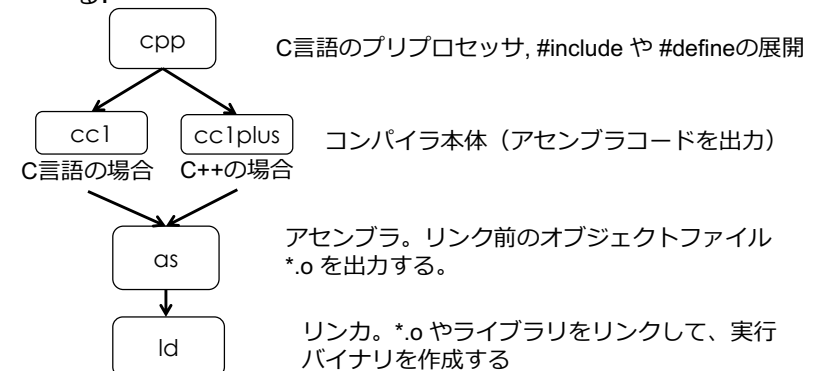 る。
cpp
C言語のプリプロセッサ, #include や #defineの展開
cc1
cc1plus
コンパイラ本体（アセンブラコードを出力）
C言語の場合
C++の場合
as
アセンブラ。リンク前のオブジェクトファイル
*.o を出力する。
ld
リンカ。*.o やライブラリをリンクして、実行
バイナリを作成する